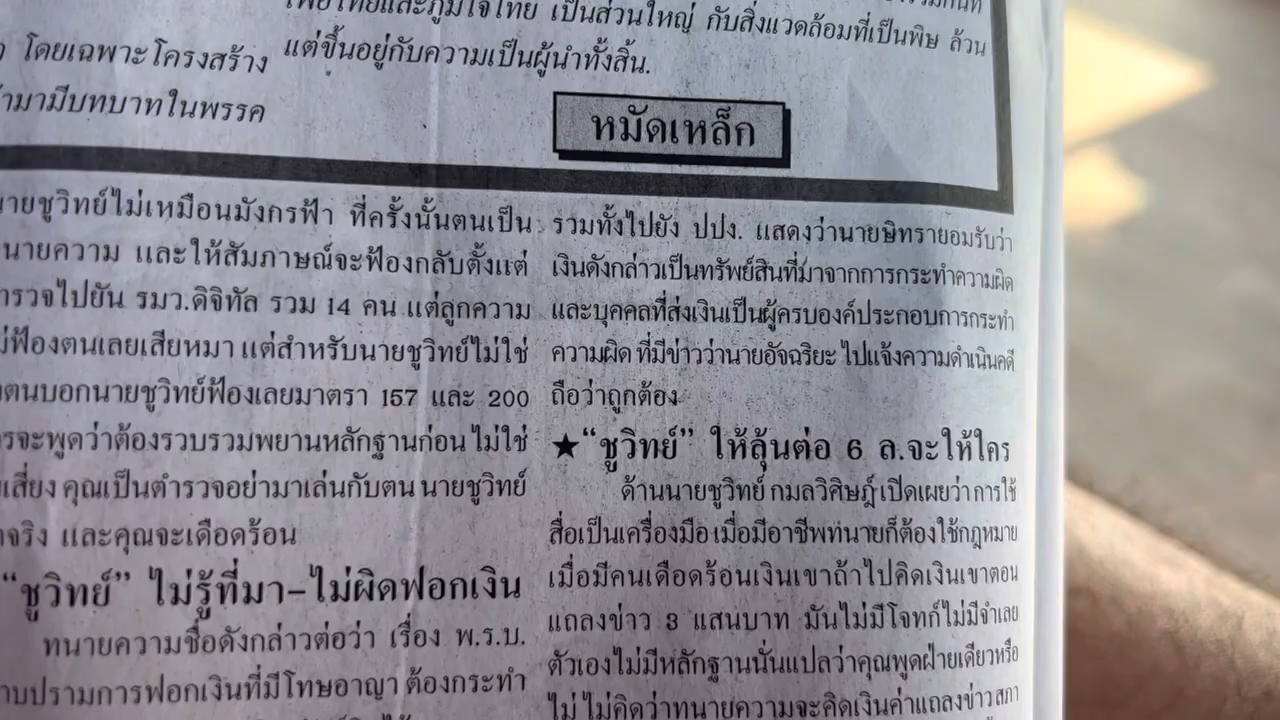 โดยเฉพาะโครงสร้าง
มามีบทบาทในพรรค
เพื่อไทยและภูมิใจไทย เป็นส่วนใหญ่ กับสิ่งแวดล้อมที่เป็นพิษ ล้วน
แต่ขึ้นอยู่กับความเป็นผู้นำทั้งสิ้น.
หมัดเหล็ก
นายชูวิทย์ไม่เหมือนมังกรฟ้า ที่ครั้งนั้นตนเป็น
นายความ และให้สัมภาษณ์จะฟ้องกลับตั้งแต่
ตำรวจไปยัน รมว.ดิจิทัล รวม 14 คน แต่ลูกความ
ไม่ฟ้องตนเลยเสียหมา แต่สำหรับนายชูวิทย์ไม่ใช่
ตนบอกนายชูวิทย์ฟ้องเลยมาตรา 157 และ 200
จะพูดว่าต้องรวบรวมพยานหลักฐานก่อน ไม่ใช่
เสี่ยง คุณเป็นตำรวจอย่ามาเล่นกับตน นายชูวิทย์
จริง และคุณจะเดือดร้อน
“ชูวิทย์” ไม่รู้ที่มา-ไม่ผิดฟอกเงิน
ทนายความชื่อดังกล่าวต่อว่า เรื่อง พ.ร.บ.
ปรามการฟอกเงินที่มีโทษอาญา ต้องกระทำ
รวมทั้งไปยัง ปปง. แสดงว่านายษิทรายอมรับว่า
เงินดังกล่าวเป็นทรัพย์สินที่มาจากการกระทำความผิด
และบุคคลที่ส่งเงินเป็นผู้ครบองค์ประกอบการกระทำ
ความผิด ที่มีข่าวว่านายอัจฉริยะ ไปแจ้งความดำเนินคดี
ถือว่าถูกต้อง
★“ชูวิทย์” ให้ลุ้นต่อ 6 ล.จะให้ใคร
ด้านนายชูวิทย์ กมลวิศิษฎ์ เปิดเผยว่า การใช้
สื่อเป็นเครื่องมือ เมื่อมีอาชีพทนายก็ต้องใช้กฎหมาย
เมื่อมีคนเดือดร้อนเงินเขาถ้าไปคิดเงินเขาตอน
แถลงข่าว 3 แสนบาท มันไม่มีโจทก์ไม่มีจำเลย
ตัวเองไม่มีหลักฐานนั่นแปลว่าคุณพูดฝ่ายเดียวหรือ
ไม่ ไม่คิดว่าทนายความจะคิดเงินค่าแถลงข่าว สภา